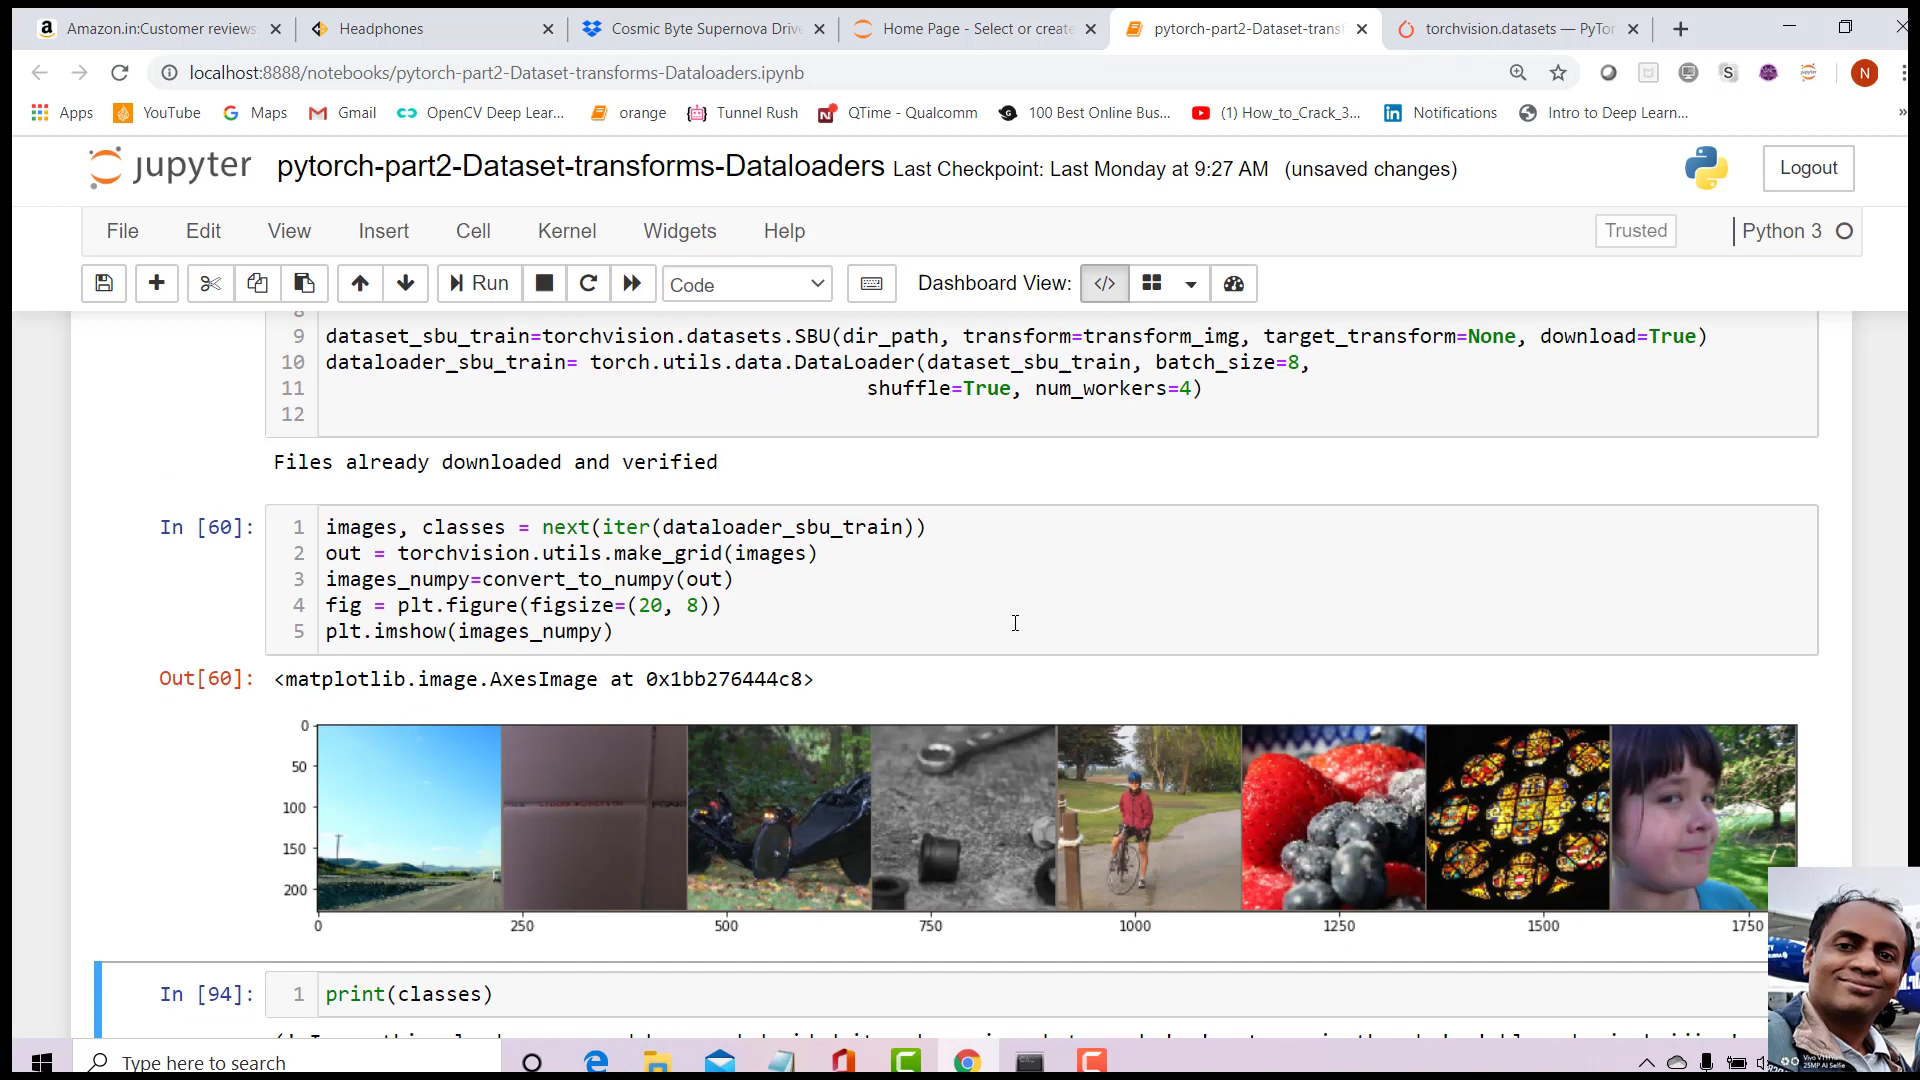 Amazon.in:Customer reviews:
Headphones
Cosmic Byte Supernova Drive
Home Page - Select or create
pytorch-part2-Dataset-transf
torchvision.datasets — PyTor
localhost:8888/notebooks/pytorch-part2-Dataset-transforms-Dataloaders.ipynb
N
Apps
YouTube
Maps
Gmail
OpenCV Deep Lear...
orange
Tunnel Rush
QTime - Qualcomm
100 Best Online Bus...
(1) How_to_Crack_3...
Notifications
Intro to Deep Learn...
»
jupyter pytorch-part2-Dataset-transforms-Dataloaders Last Checkpoint: Last Monday at 9:27 AM (unsaved changes)
Logout
File Edit View Insert Cell Kernel Widgets Help
Trusted
Python 3
Run
Code
Dashboard View:
8
9 dataset_sbu_train=torchvision.datasets.SBU(dir_path, transform=transform_img, target_transform=None, download=True)
10 dataloader_sbu_train= torch.utils.data.DataLoader(dataset_sbu_train, batch_size=8,
11 shuffle=True, num_workers=4)
12
Files already downloaded and verified
In [60]:
1 images, classes = next(iter(dataloader_sbu_train))
2 out = torchvision.utils.make_grid(images)
3 images_numpy=convert_to_numpy(out)
4 fig = plt.figure(figsize=(20, 8))
5 plt.imshow(images_numpy)
Out[60]: <matplotlib.image.AxesImage at 0x1bb276444c8>
0
50
100
150
200
0 250 500 750 1000 1250 1500 1750
In [94]: 1 print(classes)
Type here to search
Vivo V11Pro
25MP AI Selfie